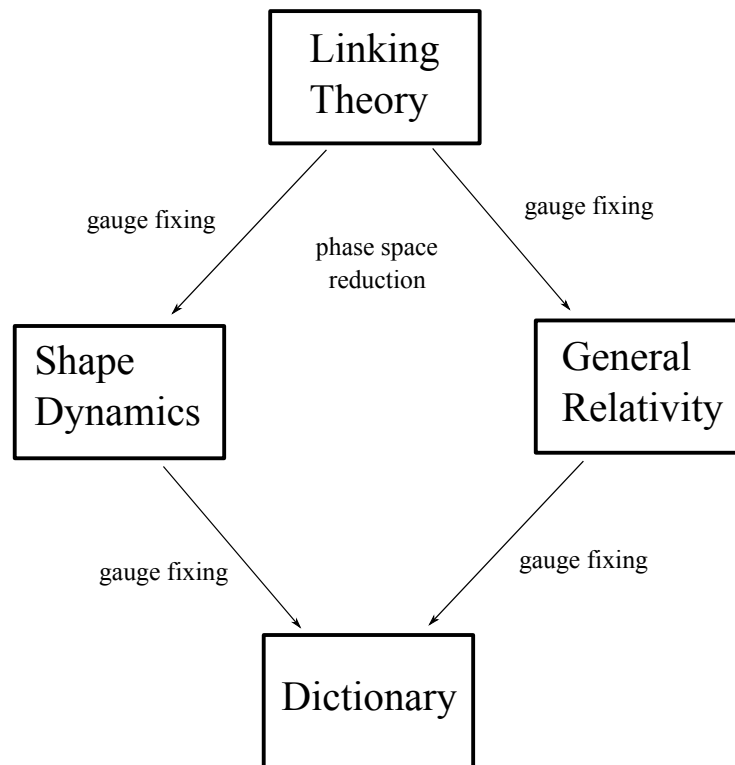 Linking
Theory
gauge fixing
gauge fixing
phase space
reduction
Shape
Dynamics
General
Relativity
gauge fixing
gauge fixing
Dictionary